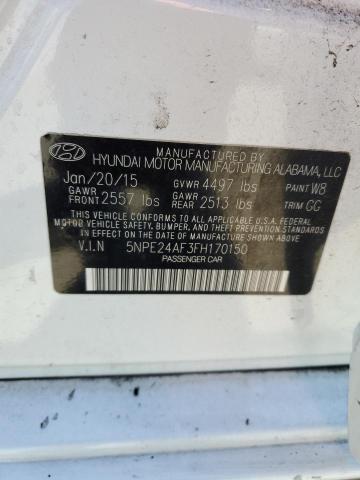 MANUFACTURED BY
HYUNDAI MOTOR MANUFACTURING ALABAMA, LLC
Jan/20/15 GVWR 4497 lbs PAINT W8
GAWR FRONT 2557 lbs GAWR REAR 2513 lbs TRIM GG
THIS VEHICLE CONFORMS TO ALL APPLICABLE U.S.A. FEDERAL
MOTOR VEHICLE SAFETY, BUMPER, AND THEFT PREVENTION
STANDARDS IN EFFECT ON THE DATE OF MANUFACTURE SHOWN ABOVE.
V.I.N 5NPE24AF3FH170150
PASSENGER CAR